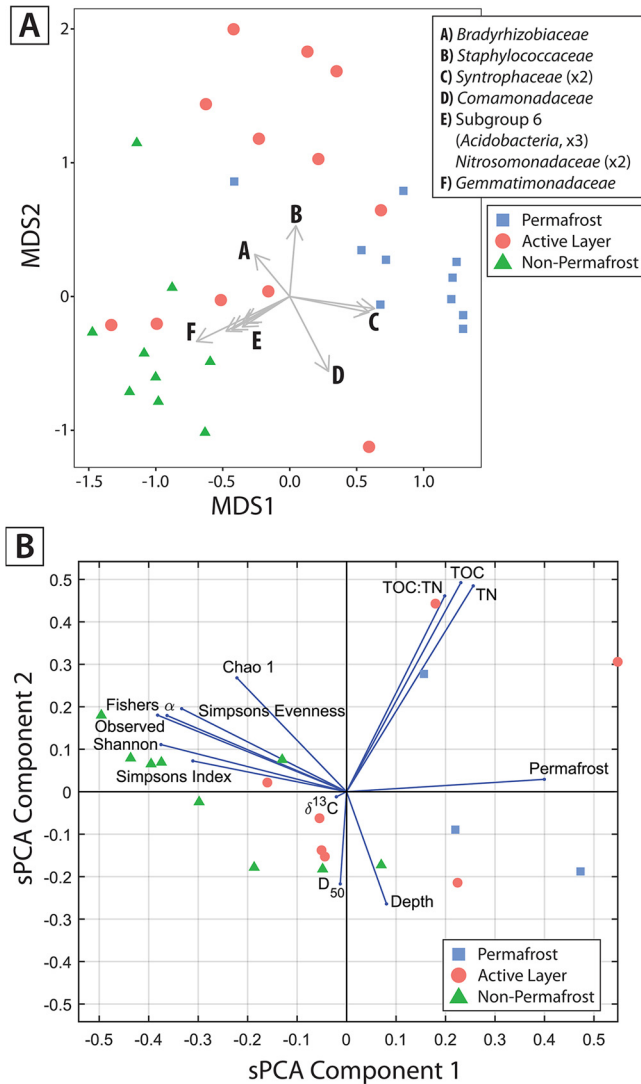 A
A) Bradyrhizobiaceae
B) Staphylococcaceae
C) Syntrophaceae (x2)
D) Comamonadaceae
E) Subgroup 6
(Acidobacteria, x3)
Nitrosomonadaceae (x2)
F) Gemmatimonadaceae
Permafrost
Active Layer
Non-Permafrost
2
1
0
-1
MDS2
A
B
C
D
E
F
-1.5
-1.0
-0.5
0.0
0.5
1.0
MDS1
B
0.5
0.4
0.3
0.2
0.1
0
-0.1
-0.2
-0.3
-0.4
-0.5
sPCA Component 2
TOC:TN
TOC
TN
Chao 1
Fishers α
Simpsons Evenness
Observed
Shannon
Simpsons Index
Permafrost
δ¹³C
D₅₀
Depth
Permafrost
Active Layer
Non-Permafrost
-0.5
-0.4
-0.3
-0.2
-0.1
0
0.1
0.2
0.3
0.4
0.5
sPCA Component 1